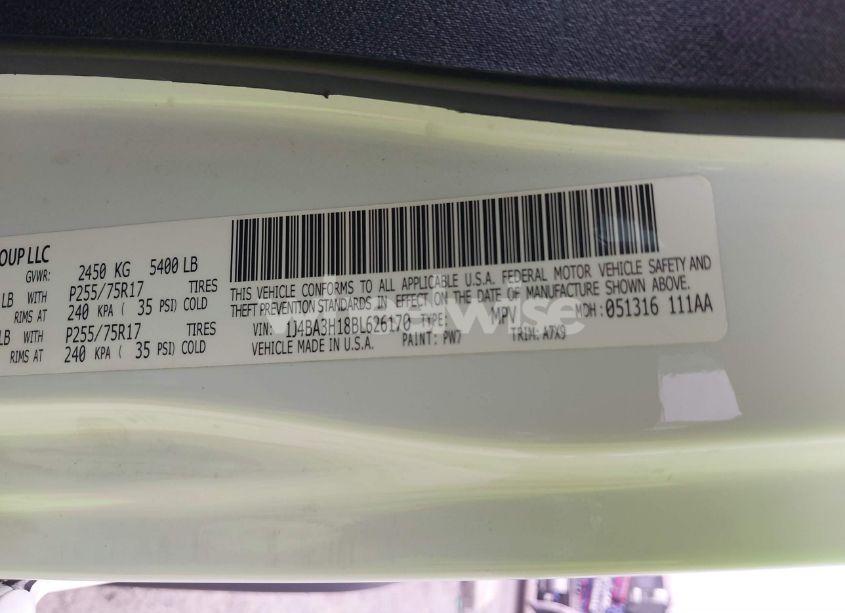 OUP LLC
GVWR: 2450 KG 5400 LB
LB WITH P255/75R17 TIRES
RIMS AT 240 KPA ( 35 PSI) COLD
LB WITH P255/75R17 TIRES
RIMS AT 240 KPA ( 35 PSI) COLD
THIS VEHICLE CONFORMS TO ALL APPLICABLE U.S.A. FEDERAL MOTOR VEHICLE SAFETY AND
THEFT PREVENTION STANDARDS IN EFFECT ON THE DATE OF MANUFACTURE SHOWN ABOVE.
VIN: 1J4BA3H18BL626170 TYPE: MPV MDH: 051316 111AA
VEHICLE MADE IN U.S.A. PAINT: PW7 TRIM: A7X9